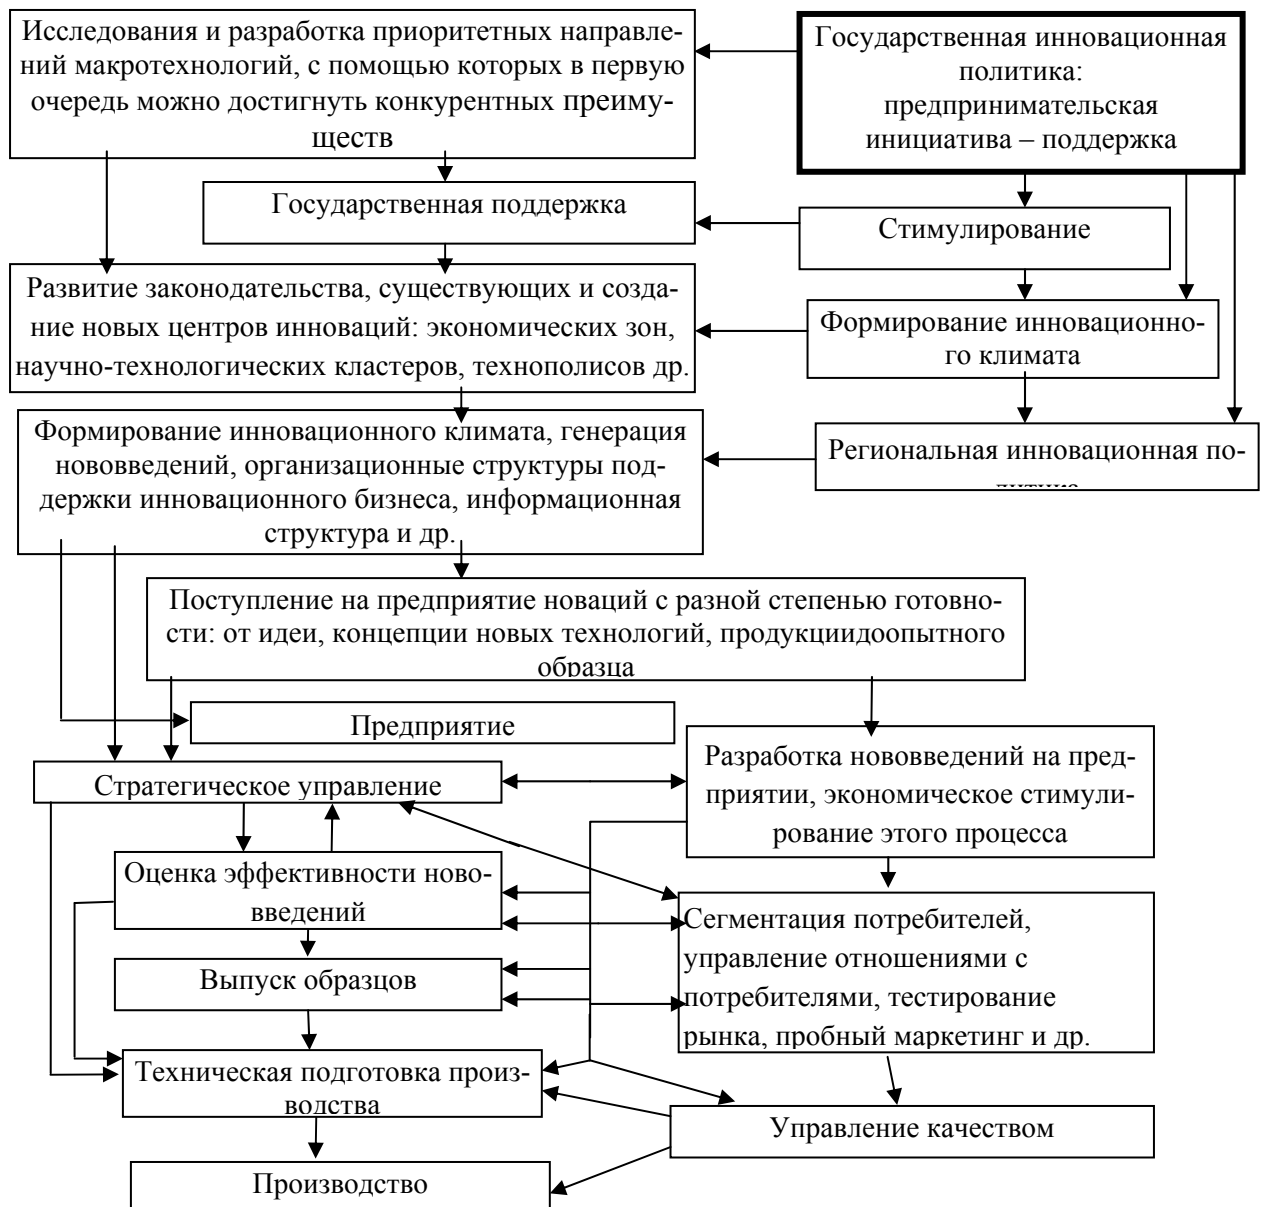 Исследования и разработка приоритетных направле-
ний макротехнологий, с помощью которых в первую
очередь можно достигнуть конкурентных преиму-
ществ
Государственная инновационная
политика:
предпринимательская
инициатива – поддержка
Государственная поддержка
Стимулирование
Развитие законодательства, существующих и созда-
ние новых центров инноваций: экономических зон,
научно-технологических кластеров, технополисов др.
Формирование инновационно-
го климата
Формирование инновационного климата, генерация
нововведений, организационные структуры под-
держки инновационного бизнеса, информационная
структура и др.
Региональная инновационная по-
литика
Поступление на предприятие новаций с разной степенью готовно-
сти: от идеи, концепции новых технологий, продукциидоопытного
образца
Предприятие
Разработка нововведений на пред-
приятии, экономическое стимули-
рование этого процесса
Стратегическое управление
Оценка эффективности ново-
введений
Сегментация потребителей,
управление отношениями с
потребителями, тестирование
рынка, пробный маркетинг и др.
Выпуск образцов
Техническая подготовка произ-
водства
Управление качеством
Производство